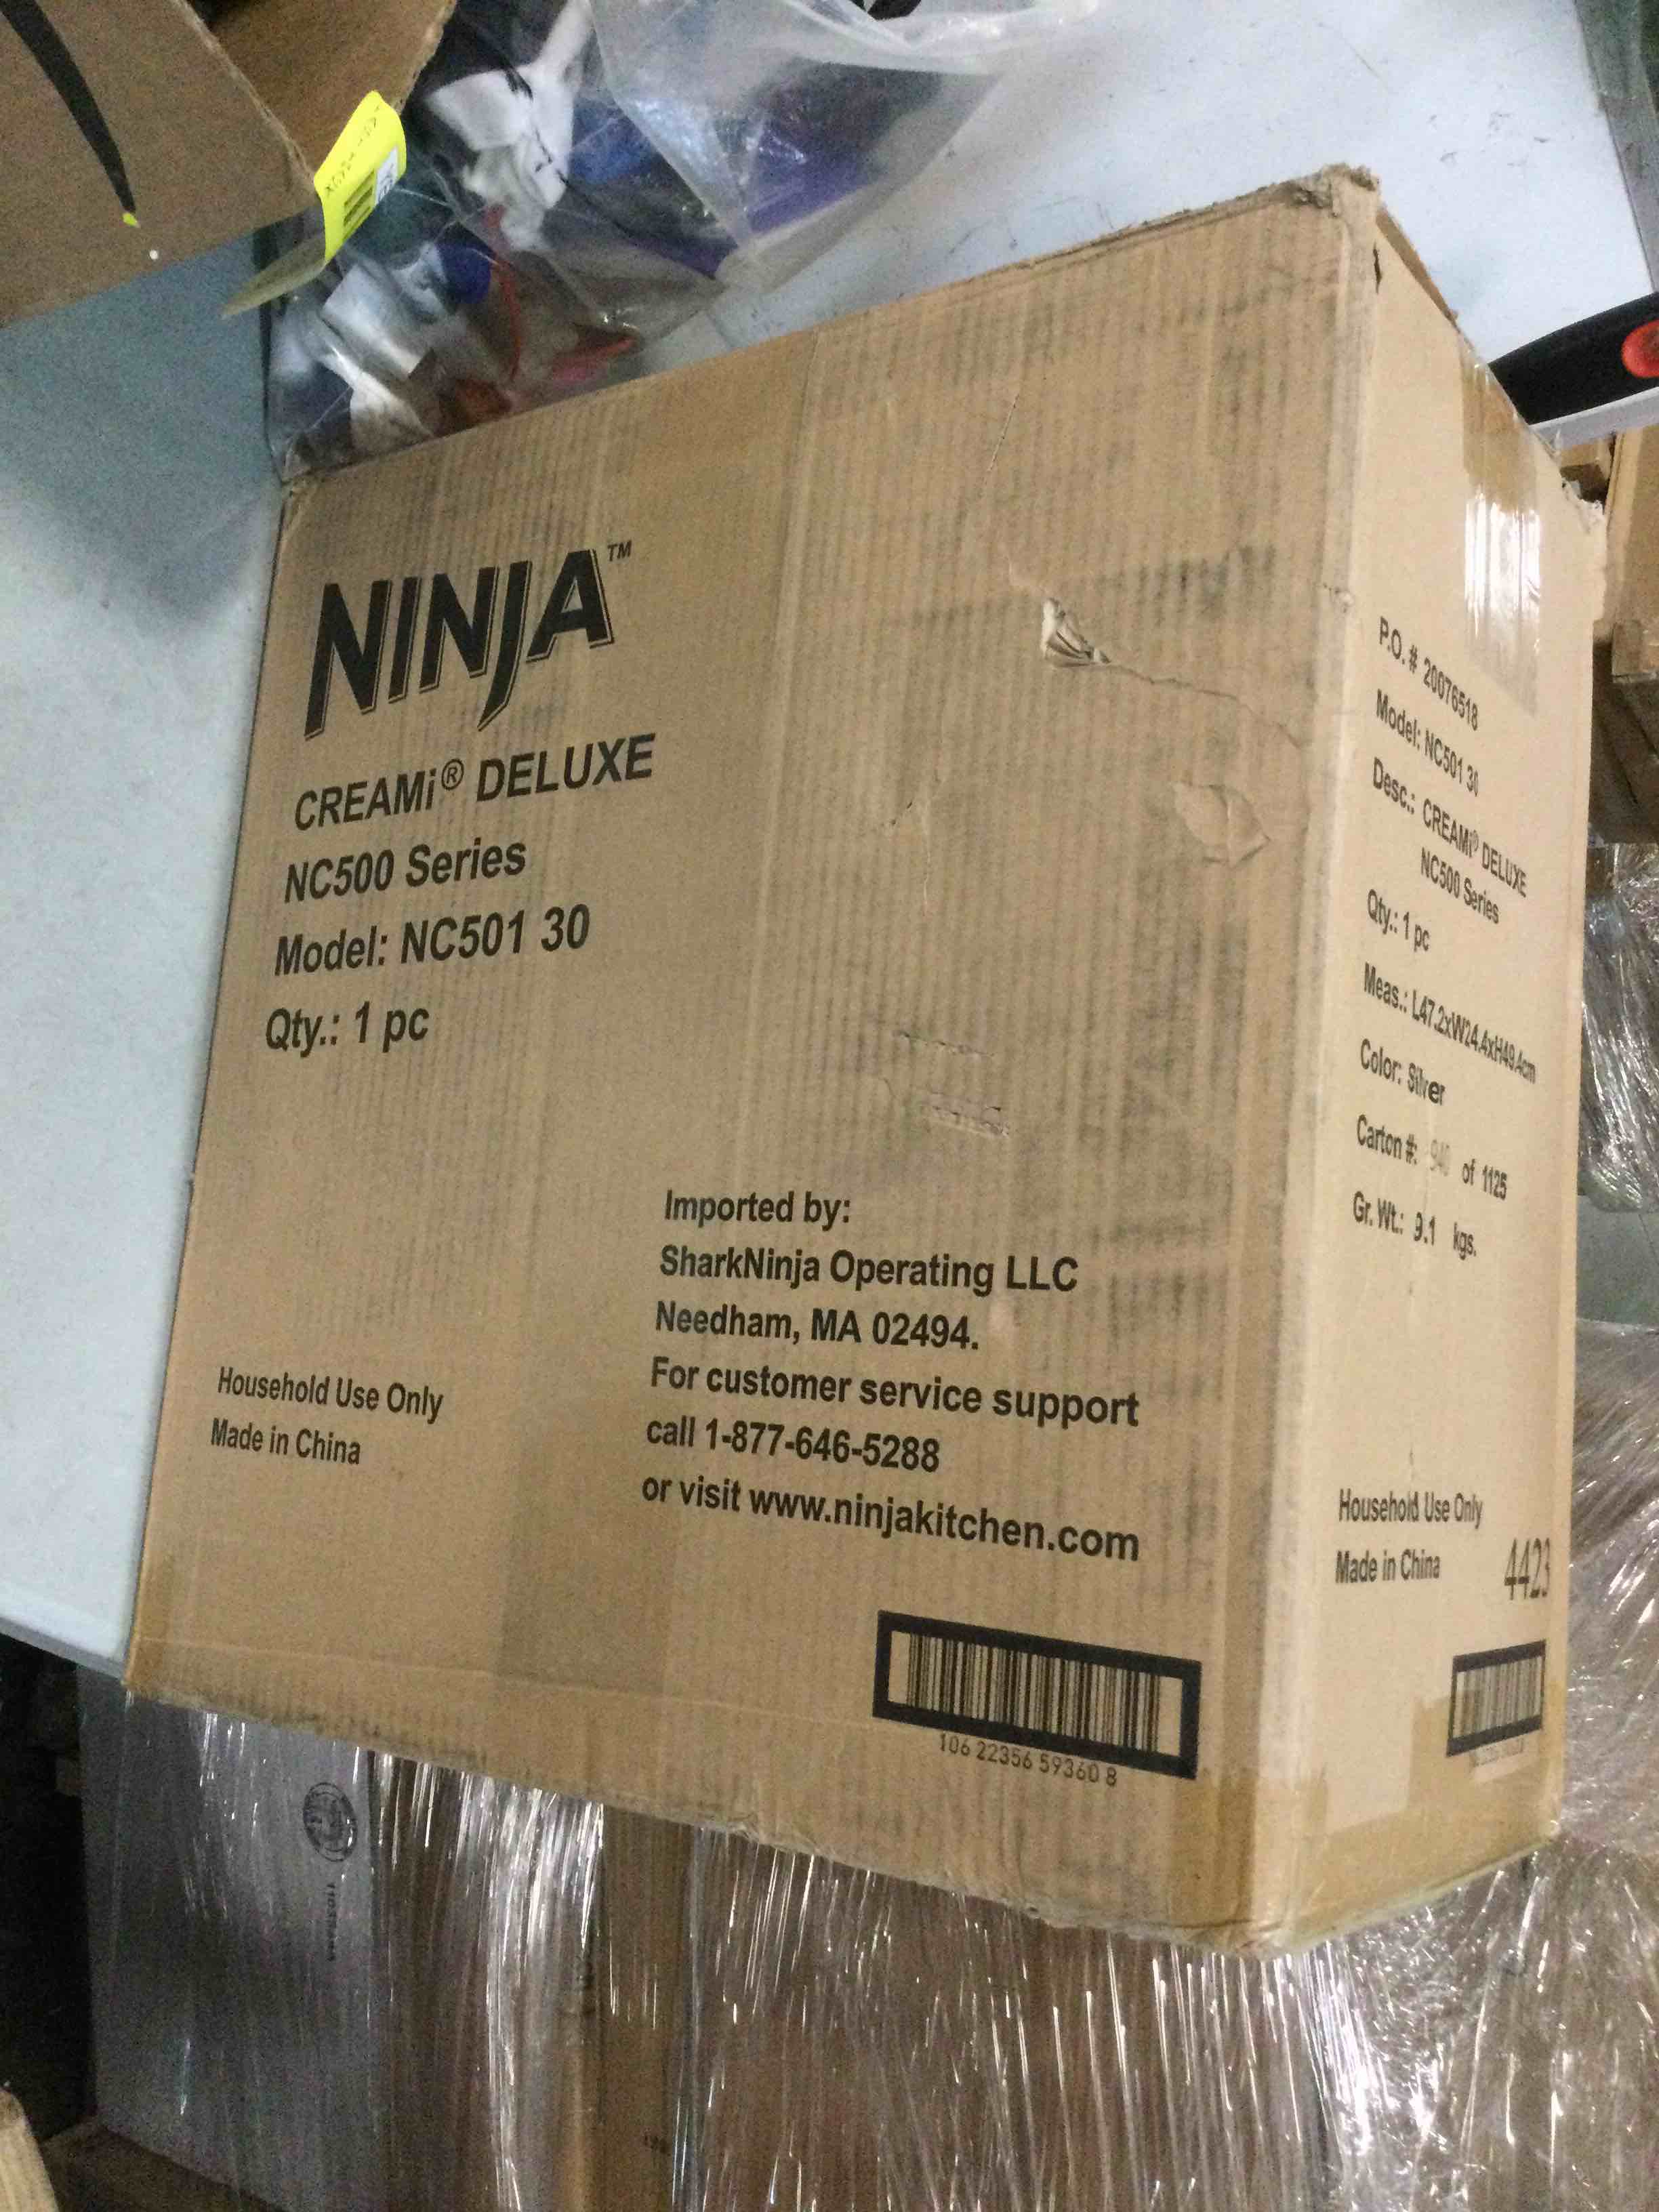 NINJA™
CREAMi® DELUXE
NC500 Series
Model: NC501 30
Qty.: 1 pc
Imported by:
SharkNinja Operating LLC
Needham, MA 02494.
For customer service support
call 1-877-646-5288
or visit www.ninjakitchen.com
Household Use Only
Made in China
106 22356 59360 8
P.O. # 20076518
Model: NC501 30
Desc.: CREAMi® DELUXE
NC500 Series
Qty.: 1 pc
Meas.: L47.2xW24.4xH49.4cm
Color: Silver
Carton #: of 1125
Gr. Wt.: 9.1 kgs.
Household Use Only
Made in China
4423